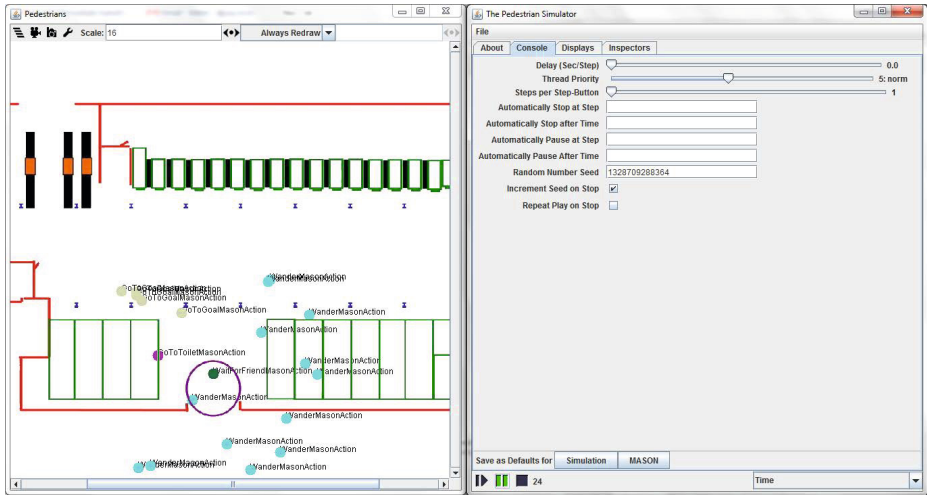 Pedestrians
Scale: 16
Always Redraw
WanderMasonAction
WanderMasonAction
GoToGoalMasonAction
GoToGoalMasonAction
GoToGoalMasonAction
GoToGoalMasonAction
WanderMasonAction
WanderMasonAction
GoToToiletMasonAction
WanderMasonAction
WaitForFriendMasonAction
WanderMasonAction
WanderMasonAction
WanderMasonAction
WanderMasonAction
WanderMasonAction
WanderMasonAction
WanderMasonAction
WanderMasonAction
The Pedestrian Simulator
File
About Console Displays Inspectors
Delay (Sec/Step) 0.0
Thread Priority 5: norm
Steps per Step-Button 1
Automatically Stop at Step
Automatically Stop after Time
Automatically Pause at Step
Automatically Pause After Time
Random Number Seed 1328709288364
Increment Seed on Stop
Repeat Play on Stop
Save as Defaults for Simulation MASON
24 Time